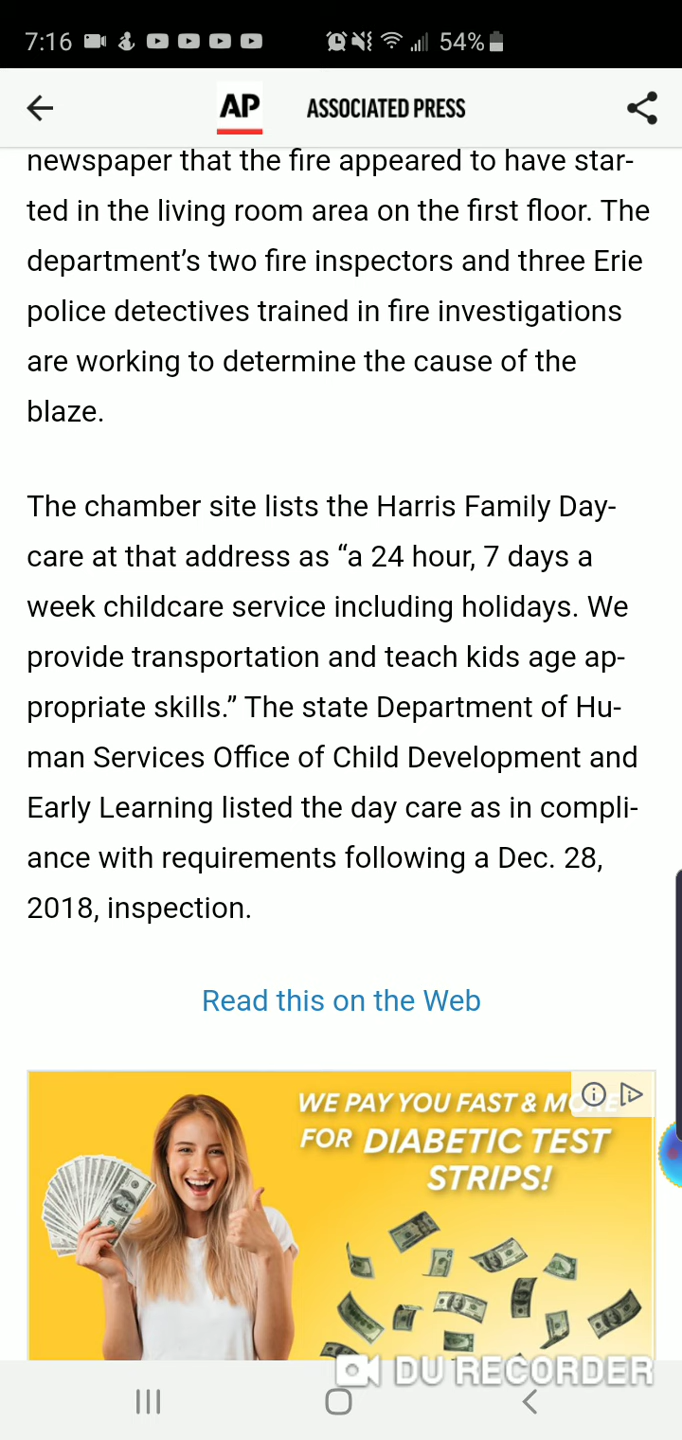 7:16 54%
AP ASSOCIATED PRESS
newspaper that the fire appeared to have star-
ted in the living room area on the first floor. The
department’s two fire inspectors and three Erie
police detectives trained in fire investigations
are working to determine the cause of the
blaze.
The chamber site lists the Harris Family Day-
care at that address as “a 24 hour, 7 days a
week childcare service including holidays. We
provide transportation and teach kids age ap-
propriate skills.” The state Department of Hu-
man Services Office of Child Development and
Early Learning listed the day care as in compli-
ance with requirements following a Dec. 28,
2018, inspection.
Read this on the Web
WE PAY YOU FAST & MORE
FOR DIABETIC TEST
STRIPS!
DU RECORDER